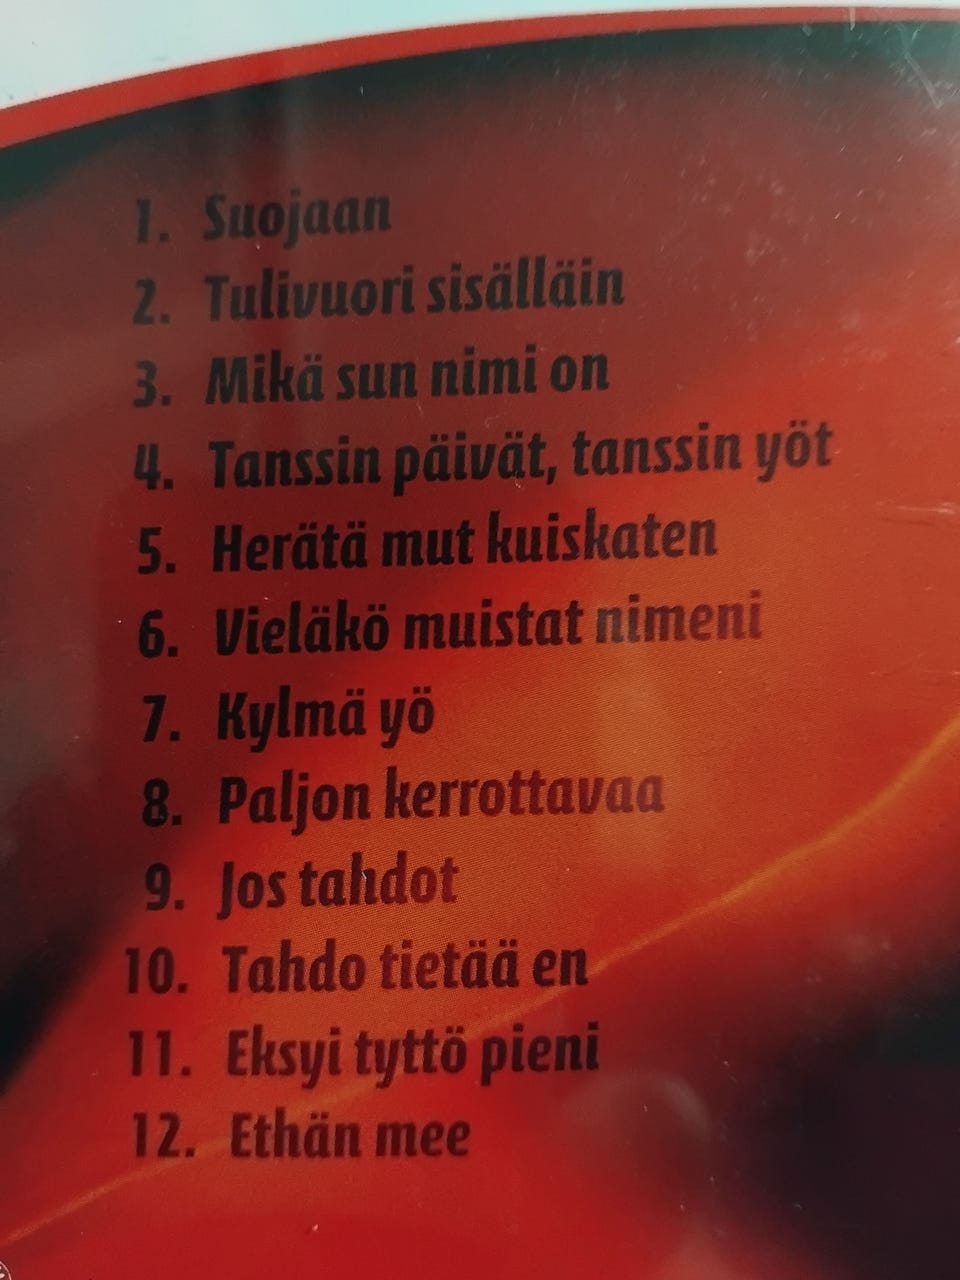 1. Suojaan
2. Tulivuori sisälläin
3. Mikä sun nimi on
4. Tanssin päivät, tanssin yöt
5. Herätä mut kuiskaten
6. Vieläkö muistat nimeni
7. Kylmä yö
8. Paljon kerrottavaa
9. Jos tahdot
10. Tahdo tietää en
11. Eksyi tyttö pieni
12. Ethän mee